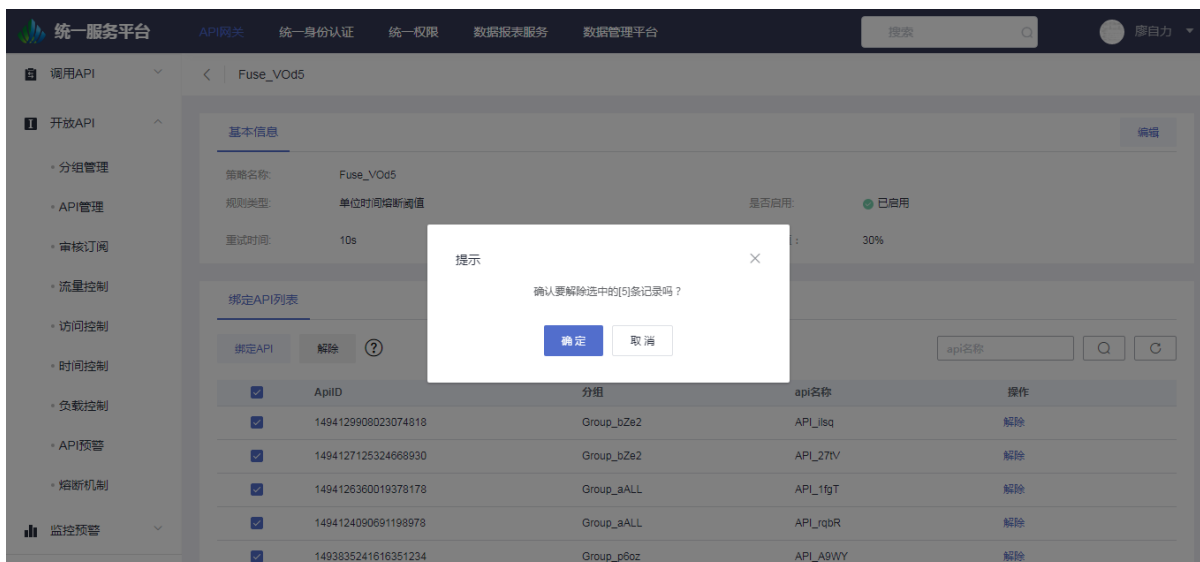 统一服务平台 API网关 统一身份认证 统一权限 数据报表服务 数据管理平台 搜索 廖自力
调用API
Fuse_VOd5
开放API
基本信息 编辑
分组管理
策略名称: Fuse_VOd5
API管理
规则类型: 单位时间熔断阈值 是否启用: 已启用
审核订阅
重试时间: 10s : 30%
提示
流量控制
确认要解除选中的[5]条记录吗？
绑定API列表
访问控制
确定 取消
绑定API 解除 ? api名称
时间控制
ApiID 分组 api名称 操作
负载控制
1494129908023074818 Group_bZe2 API_ilsq 解除
API预警
1494127125324668930 Group_bZe2 API_27tV 解除
熔断机制
1494126360019378178 Group_aALL API_1fgT 解除
监控预警
1494124090691198978 Group_aALL API_rqbR 解除
1493835241616351234 Group_p6oz API_A9WY 解除